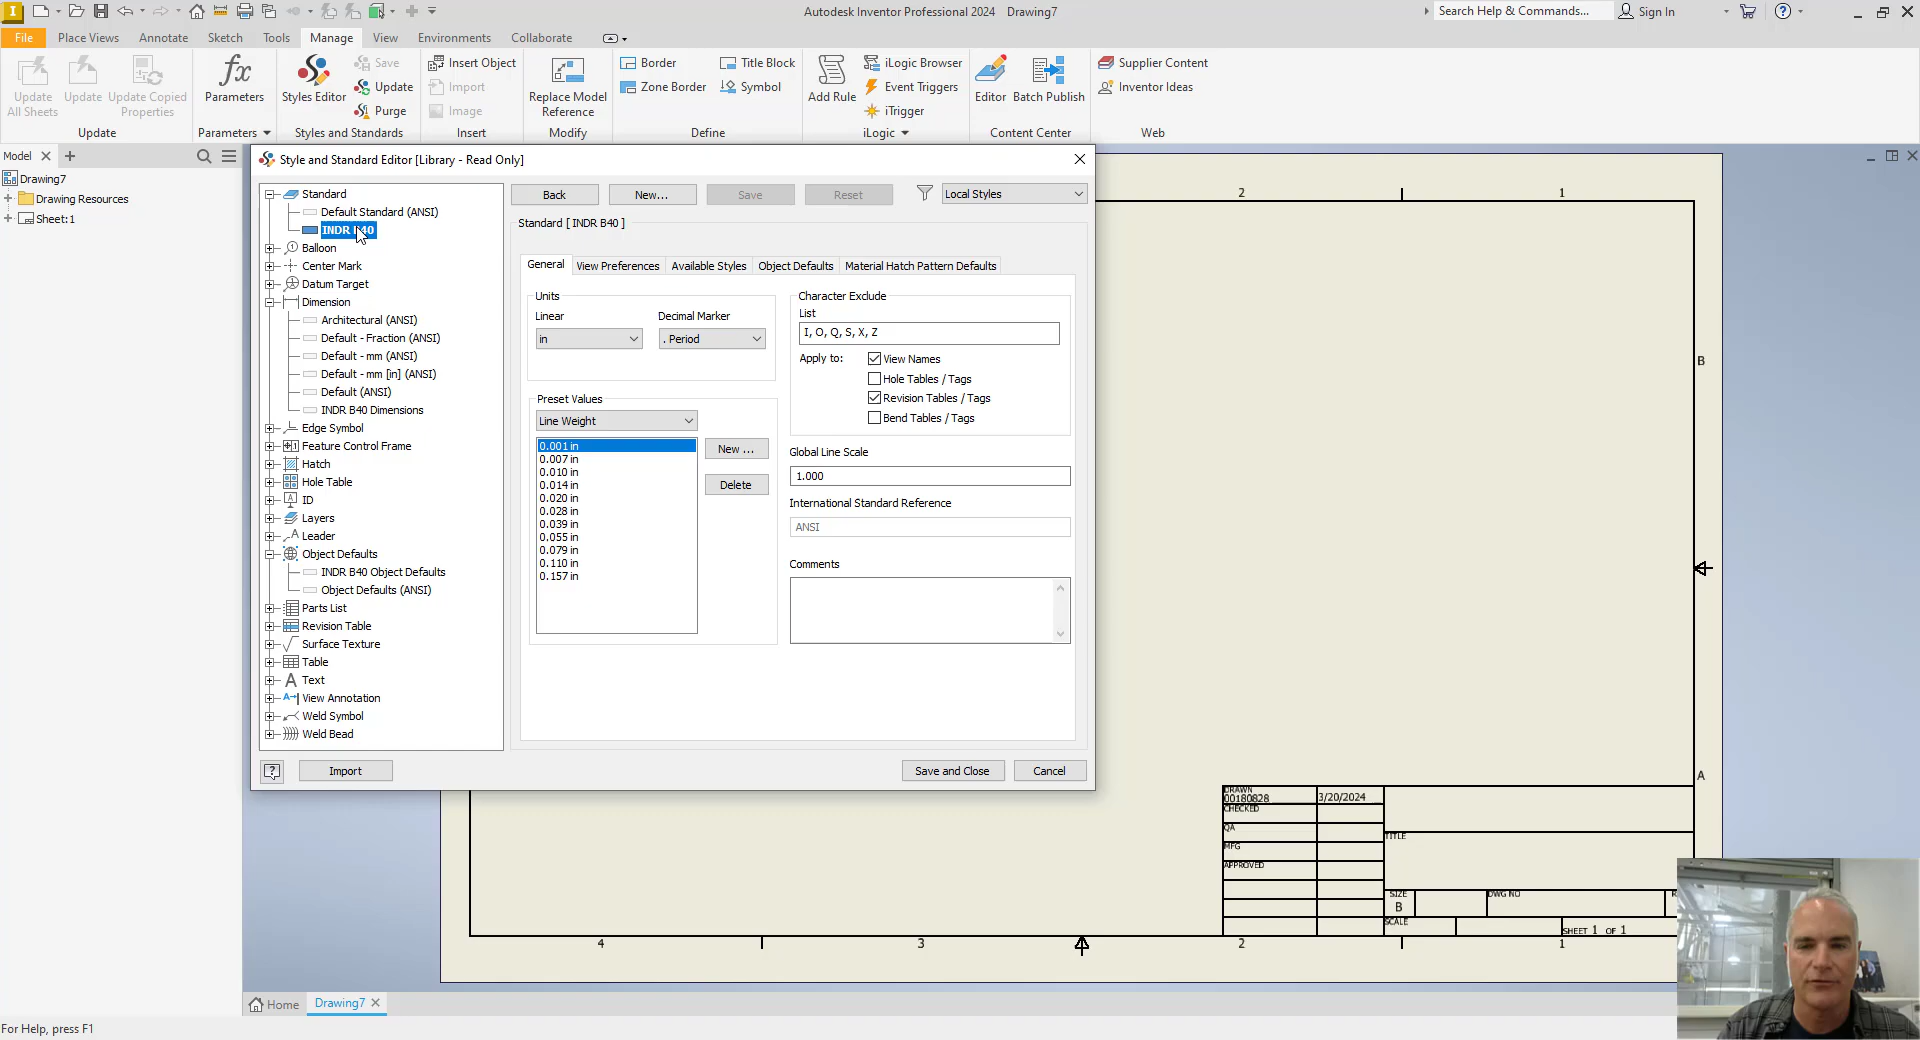 Autodesk Inventor Professional 2024 Drawing7
Search Help & Commands...
Sign In
File
Place Views
Annotate
Sketch
Tools
Manage
View
Environments
Collaborate
Update
All Sheets
Update
Update Copied
Properties
Update
fx
Parameters
Parameters
Styles Editor
Save
Update
Purge
Styles and Standards
Insert Object
Import
Image
Insert
Replace Model
Reference
Modify
Border
Title Block
Zone Border
Symbol
Define
Add Rule
iLogic Browser
Event Triggers
iTrigger
iLogic
Editor
Batch Publish
Content Center
Supplier Content
Inventor Ideas
Web
Model
Drawing7
Drawing Resources
Sheet:1
Style and Standard Editor [Library - Read Only]
Standard
Default Standard (ANSI)
INDR B40
Balloon
Center Mark
Datum Target
Dimension
Architectural (ANSI)
Default - Fraction (ANSI)
Default - mm (ANSI)
Default - mm [in] (ANSI)
Default (ANSI)
INDR B40 Dimensions
Edge Symbol
Feature Control Frame
Hatch
Hole Table
ID
Layers
Leader
Object Defaults
INDR B40 Object Defaults
Object Defaults (ANSI)
Parts List
Revision Table
Surface Texture
Table
Text
View Annotation
Weld Symbol
Weld Bead
Back
New...
Save
Reset
Local Styles
Standard [ INDR B40 ]
General
View Preferences
Available Styles
Object Defaults
Material Hatch Pattern Defaults
Units
Linear
Decimal Marker
in
. Period
Preset Values
Line Weight
0.001 in
0.007 in
0.010 in
0.014 in
0.020 in
0.028 in
0.039 in
0.055 in
0.079 in
0.110 in
0.157 in
New ...
Delete
Character Exclude
List
I, O, Q, S, X, Z
Apply to:
View Names
Hole Tables / Tags
Revision Tables / Tags
Bend Tables / Tags
Global Line Scale
1.000
International Standard Reference
ANSI
Comments
Import
Save and Close
Cancel
2
1
B
A
DRAWN
00180828
3/20/2024
CHECKED
QA
MFG
APPROVED
TITLE
SIZE
B
DWG NO
R
SCALE
SHEET 1 OF 1
4
3
2
1
Home
Drawing7
For Help, press F1